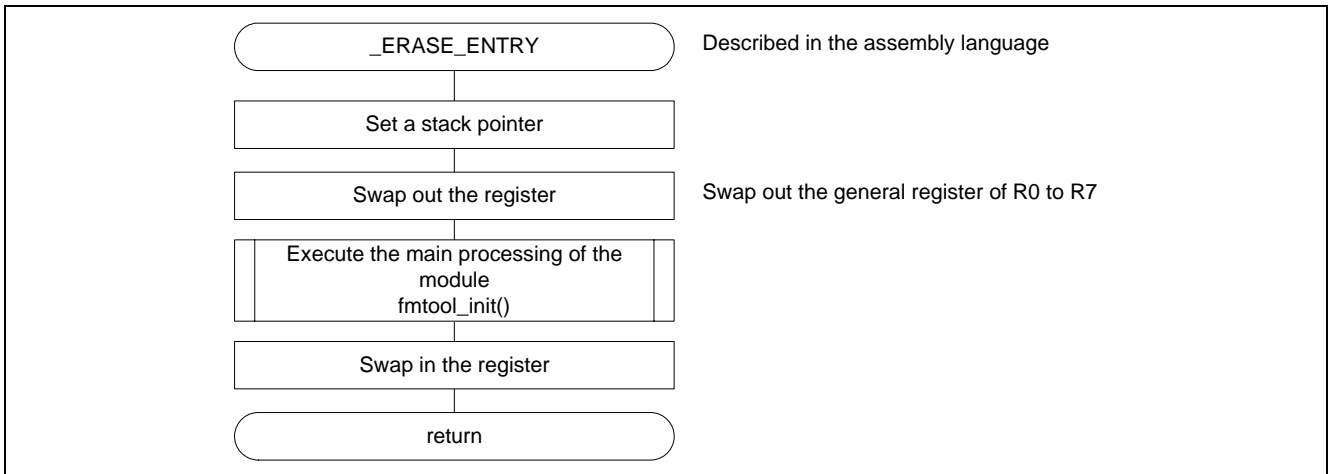 _ERASE_ENTRY
Described in the assembly language
Set a stack pointer
Swap out the register
Swap out the general register of R0 to R7
Execute the main processing of the
module
fmtool_init()
Swap in the register
return